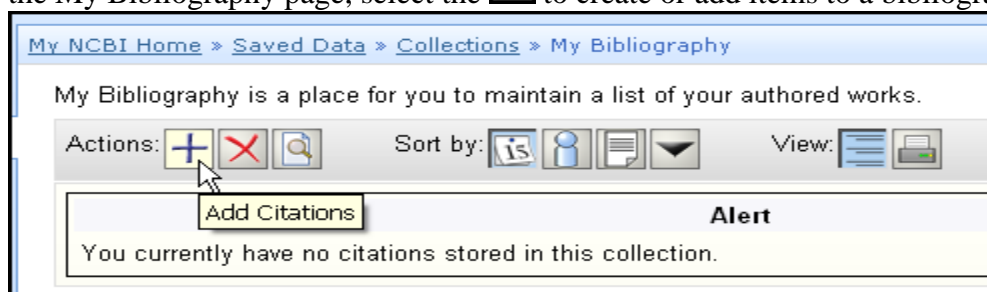 the My Bibliography page, select the to create or add items to a
My NCBI Home » Saved Data » Collections » My Bibliography
My Bibliography is a place for you to maintain a list of your authored works.
Actions: Sort by: is View:
Add Citations
Alert
You currently have no citations stored in this collection.